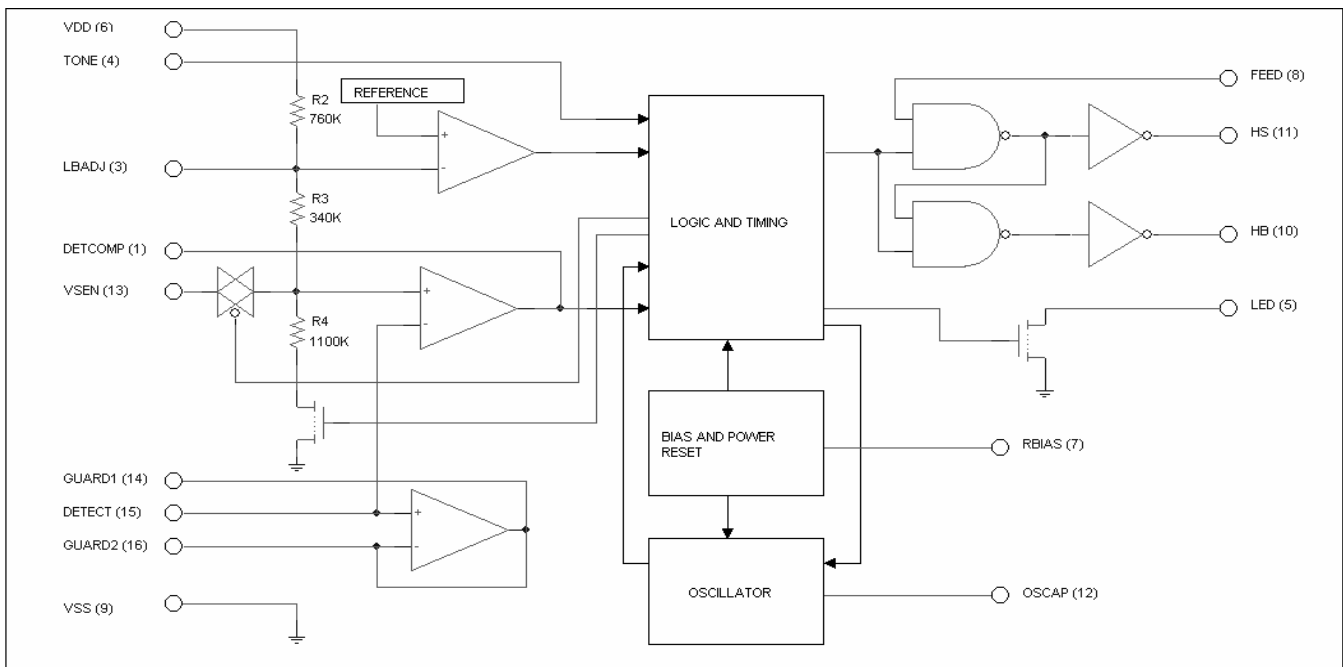 VDD (6)
TONE (4)
R2
760K
REFERENCE
+
-
LBADJ (3)
R3
340K
DETCOMP (1)
VSEN (13)
+
-
R4
1100K
GUARD1 (14)
DETECT (15)
GUARD2 (16)
+
-
VSS (9)
LOGIC AND TIMING
BIAS AND POWER
RESET
OSCILLATOR
FEED (8)
HS (11)
HB (10)
LED (5)
RBIAS (7)
OSCAP (12)